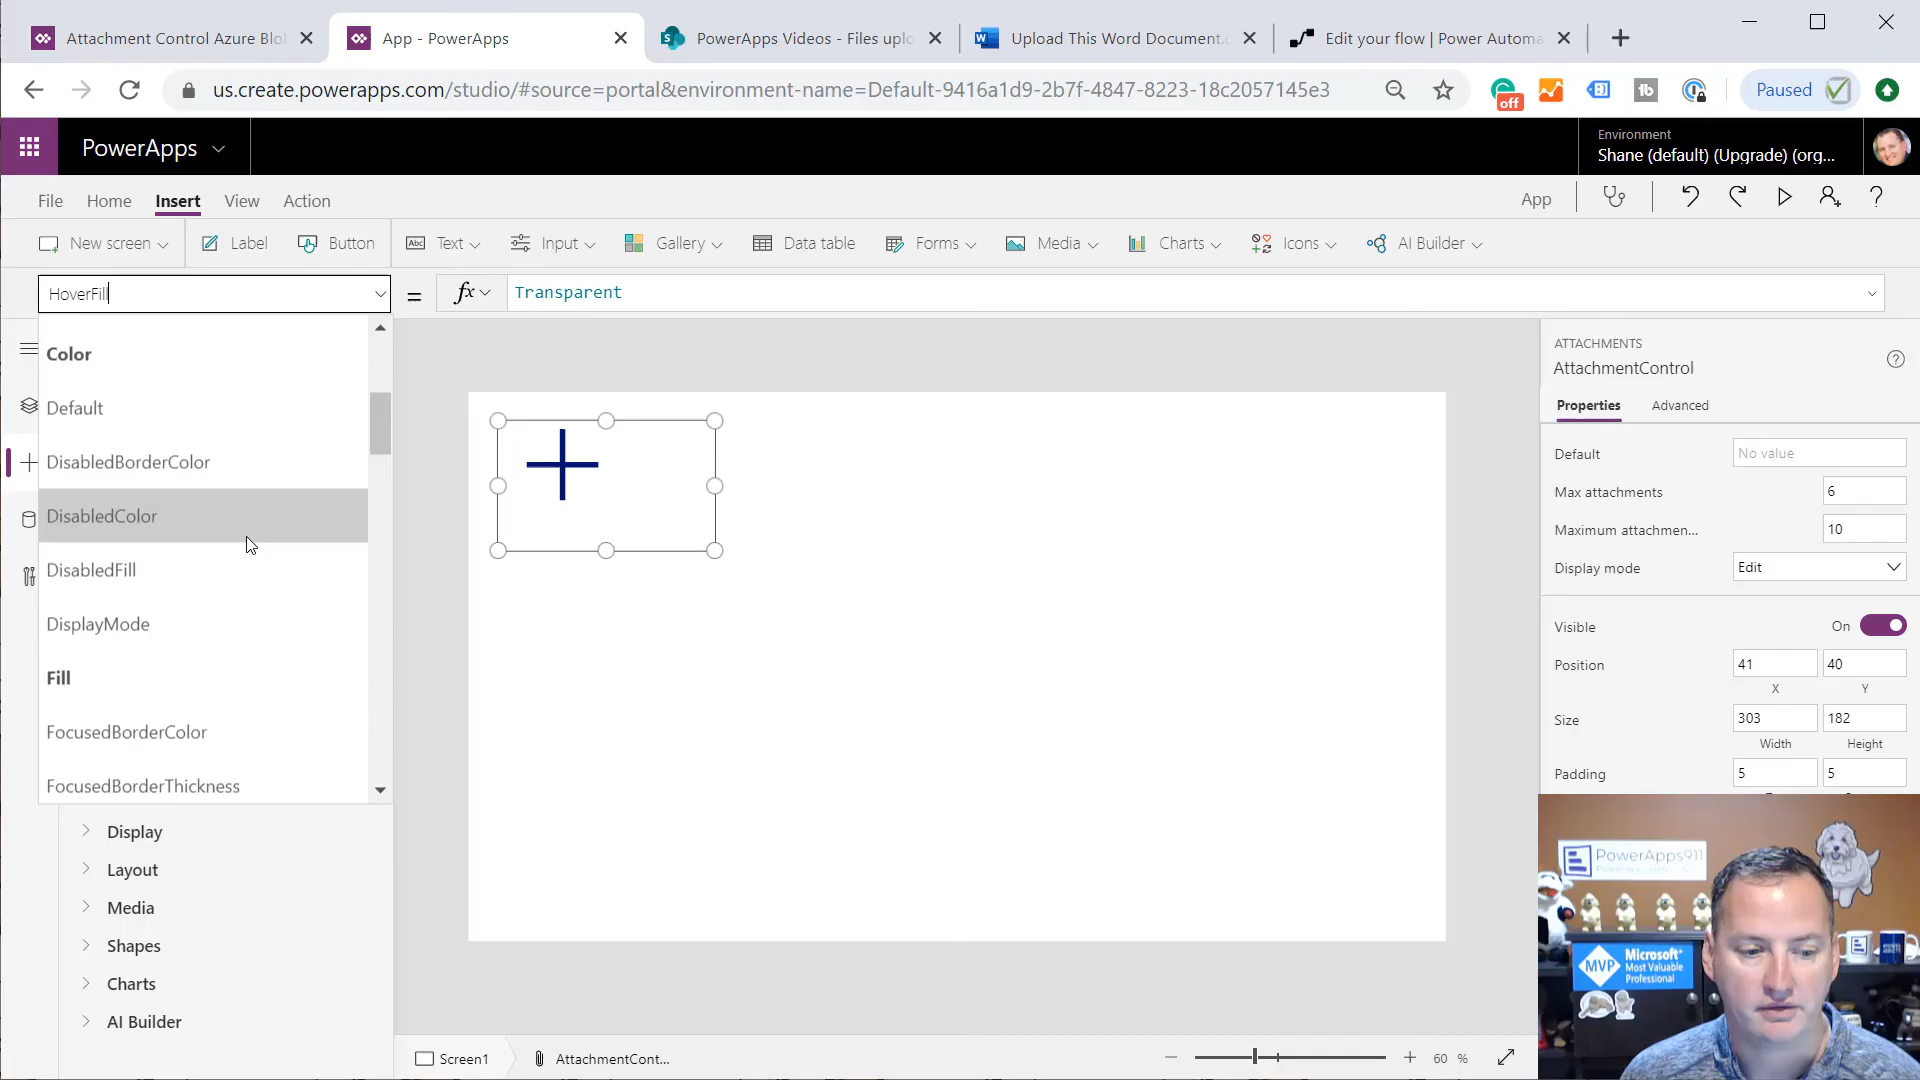 Attachment Control Azure Blo
App - PowerApps
PowerApps Videos - Files uplo
Upload This Word Document.
Edit your flow | Power Automa
us.create.powerapps.com/studio/#source=portal&environment-name=Default-9416a1d9-2b7f-4847-8223-18c2057145e3
off
Paused
PowerApps
Environment
Shane (default) (Upgrade) (org...
File Home Insert View Action
App
New screen Label Button Text Input Gallery Data table Forms Media Charts Icons AI Builder
HoverFill
=
fx
Transparent
Color
Default
DisabledBorderColor
DisabledColor
DisabledFill
DisplayMode
Fill
FocusedBorderColor
FocusedBorderThickness
Display
Layout
Media
Shapes
Charts
AI Builder
ATTACHMENTS
AttachmentControl
Properties Advanced
Default No value
Max attachments 6
Maximum attachmen... 10
Display mode Edit
Visible On
Position 41 40
X Y
Size 303 182
Width Height
Padding 5 5
PowerApps911
Microsoft
MVP
Most Valuable
Professional
Screen1
AttachmentCont...
60 %